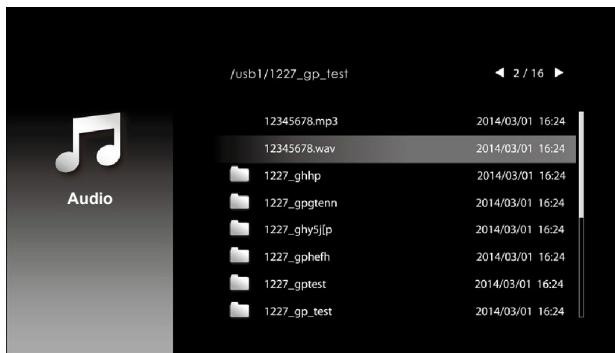 /usb1/1227_gp_test ◀ 2 / 16 ▶
12345678.mp3 2014/03/01 16:24
12345678.wav 2014/03/01 16:24
1227_ghhp 2014/03/01 16:24
1227_gpgtenn 2014/03/01 16:24
Audio
1227_ghy5j[p 2014/03/01 16:24
1227_gphefh 2014/03/01 16:24
1227_gptest 2014/03/01 16:24
1227_gp_test 2014/03/01 16:24